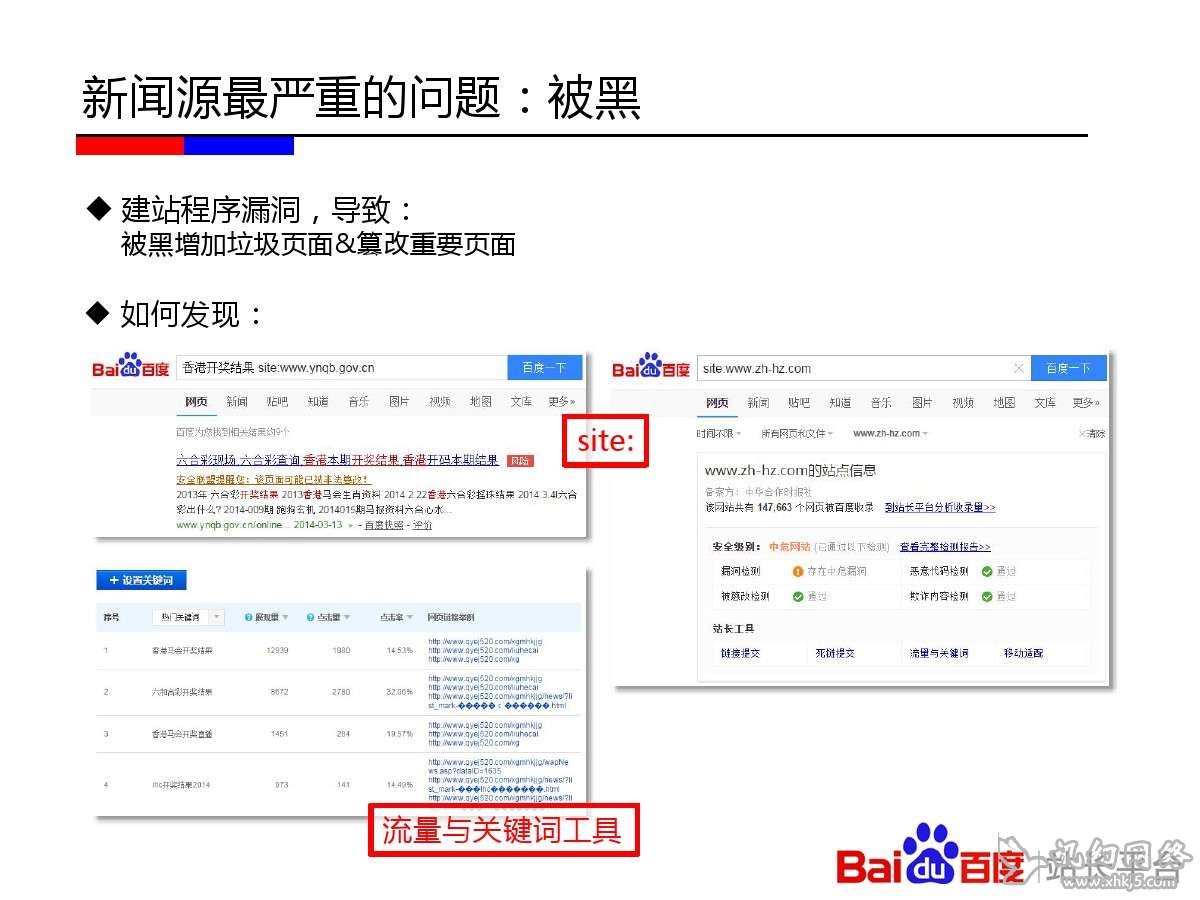 新闻源最严重的问题：被黑
◆ 建站程序漏洞，导致：
被黑增加垃圾页面&篡改重要页面
◆ 如何发现：
Bai du 百度
香港开奖结果 site:www.ynqb.gov.cn
百度一下
网页 新闻 贴吧 知道 音乐 图片 视频 地图 文库 更多»
百度为您找到相关结果约9个
六合彩现场,六合彩查询,香港本期开奖结果,香港开码本期结果 风险
安全联盟提醒您：该页面可能已被非法篡改！
2013年 六合彩开奖结果 2013香港马会生肖资料 2014 2.22香港六合彩摇珠结果 2014 3.4l六合
彩出什么? 2014-009期 跑狗玄机 2014015期马报资料六合心水...
www.ynqb.gov.cn/online... 2014-03-13 - 百度快照 - 评价
site:
Bai du 百度
site:www.zh-hz.com
百度一下
网页 新闻 贴吧 知道 音乐 图片 视频 地图 文库 更多»
时间不限 所有网页和文件 www.zh-hz.com ×清除
www.zh-hz.com的站点信息
备案方：中华合作时报社
该网站共有 147,663 个网页被百度收录 到站长平台分析收录量>>
安全级别： 中危网站 (已通过以下检测) 查看完整检测报告>>
漏洞检测 存在中危漏洞 恶意代码检测 通过
被篡改检测 通过 欺诈内容检测 通过
站长工具
链接提交 死链提交 流量与关键词 移动适配
+ 设置关键词
序号 热门关键词 展现量 点击量 点击率 网页链接举例
1 香港马会开奖结果 12939 1880 14.53%
http://www.qyej520.com/xgmhkjjg
http://www.qyej520.com/liuhecai
http://www.qyej520.com/xg
2 六和合彩开奖结果 8672 2780 32.06%
http://www.qyej520.com/xgmhkjjg
http://www.qyej520.com/liuhecai
http://www.qyej520.com/xgmhkjjg/news/?li
st_mark-����� c ������.html
3 香港马会开奖直播 1451 284 19.57%
http://www.qyej520.com/xgmhkjjg
http://www.qyej520.com/liuhecai
http://www.qyej520.com/xg
4 lhc开奖结果2014 973 141 14.49%
http://www.qyej520.com/xgmhkjjg/wapNe
ws.asp?dataID=1635
http://www.qyej520.com/xgmhkjjg/news/?li
st_mark-���lhc�������.html
http://www.qyej520.com/xgmhkjjg/news/?li
流量与关键词工具
Bai du 百度 站长平台
讯幻网络
www.xhkj5.com